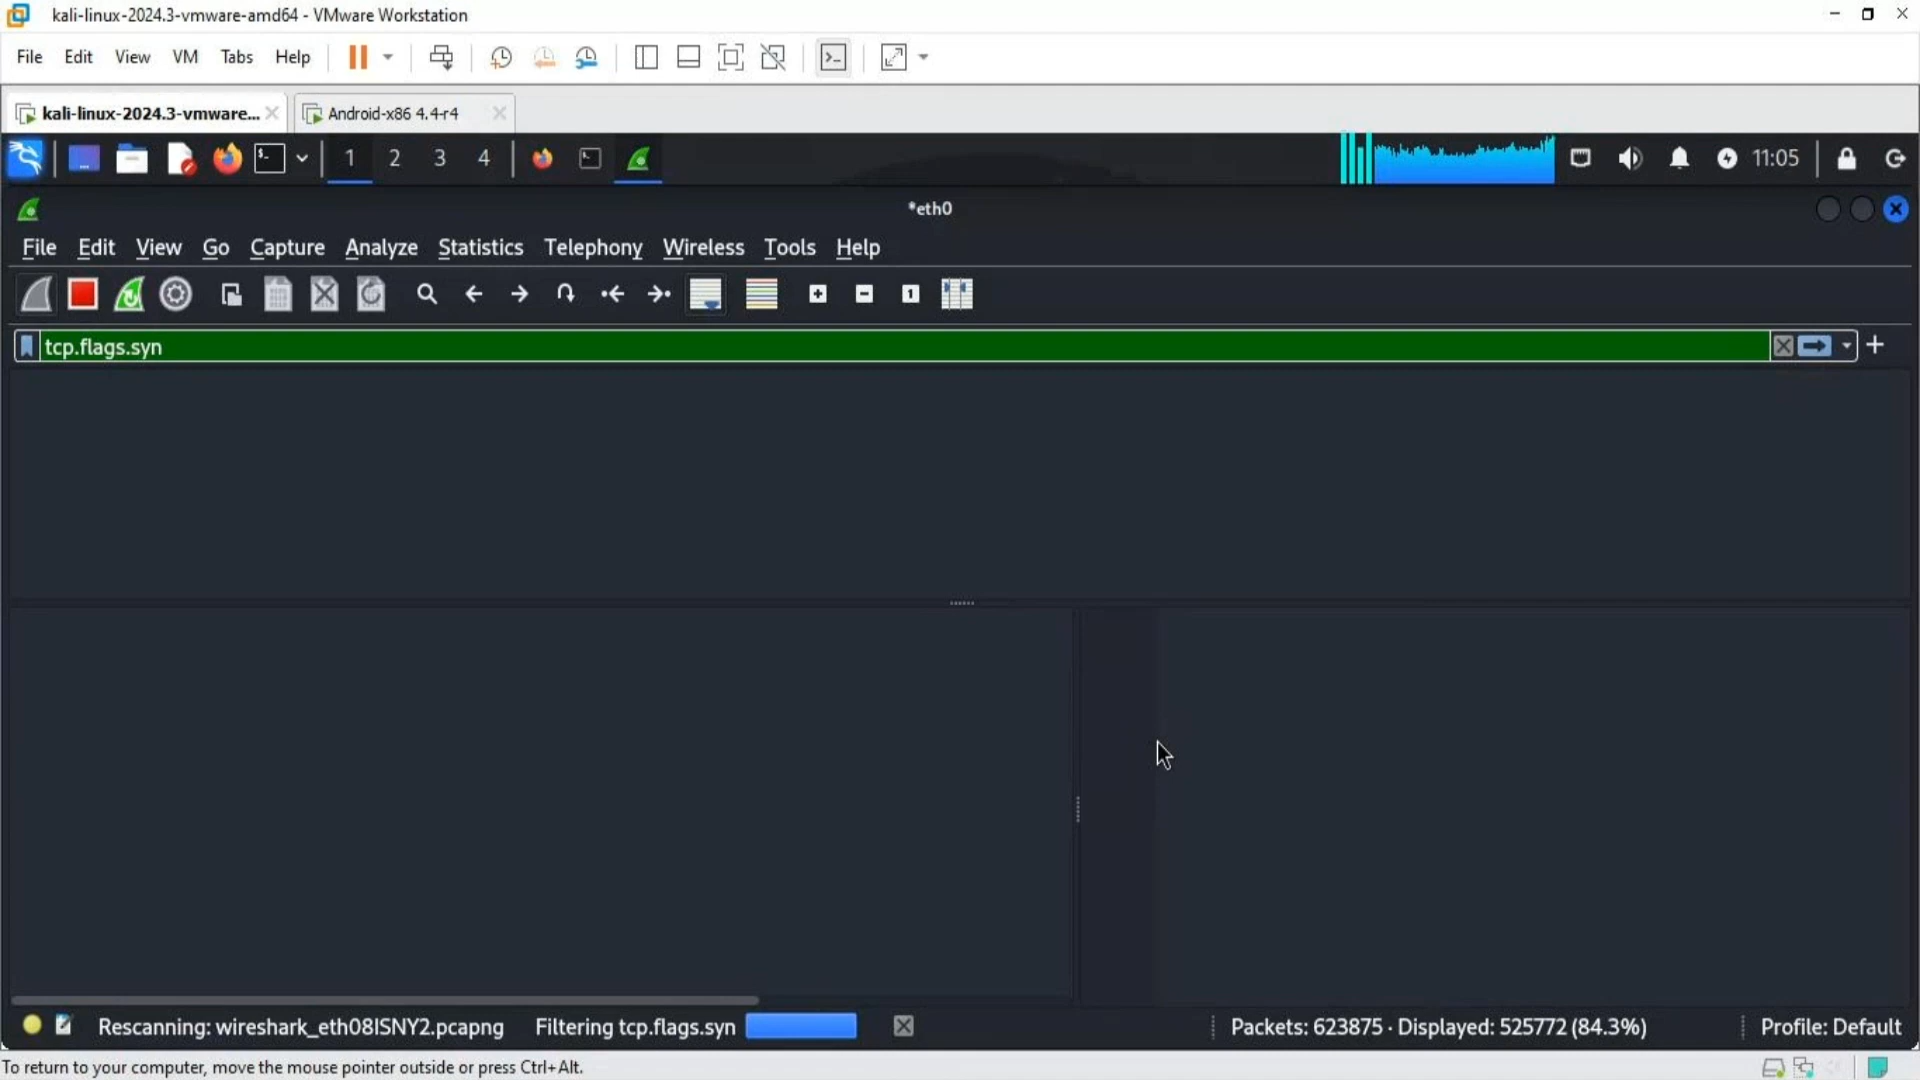 kali-linux-2024.3-vmware-amd64 - VMware Workstation
File Edit View VM Tabs Help
kali-linux-2024.3-vmware... Android-x86 4.4-r4
1 2 3 4 11:05
*eth0
File Edit View Go Capture Analyze Statistics Telephony Wireless Tools Help
tcp.flags.syn
Rescanning: wireshark_eth08ISNY2.pcapng Filtering tcp.flags.syn Packets: 623875 · Displayed: 525772 (84.3%) Profile: Default
To return to your computer, move the mouse pointer outside or press Ctrl+Alt.